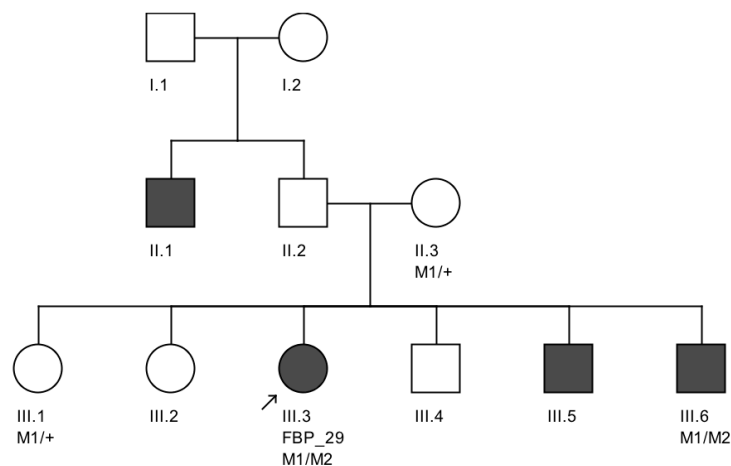 I.1
I.2
II.1
II.2
II.3
M1/+
III.1
M1/+
III.2
III.3
FBP_29
M1/M2
III.4
III.5
III.6
M1/M2